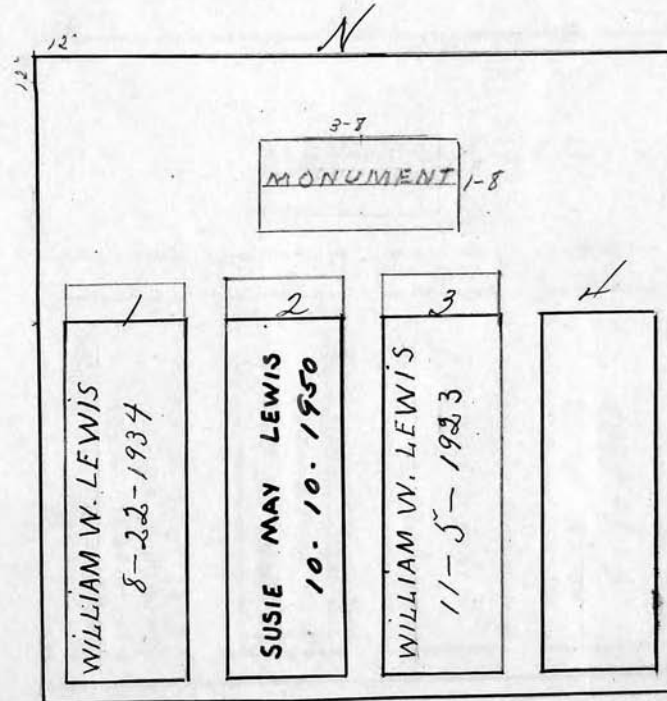 N
12'
12'
3-8
MONUMENT
1-8
1
2
3
4
WILLIAM W. LEWIS
8-22-1934
SUSIE MAY LEWIS
10-10-1950
WILLIAM W. LEWIS
11-5-1923